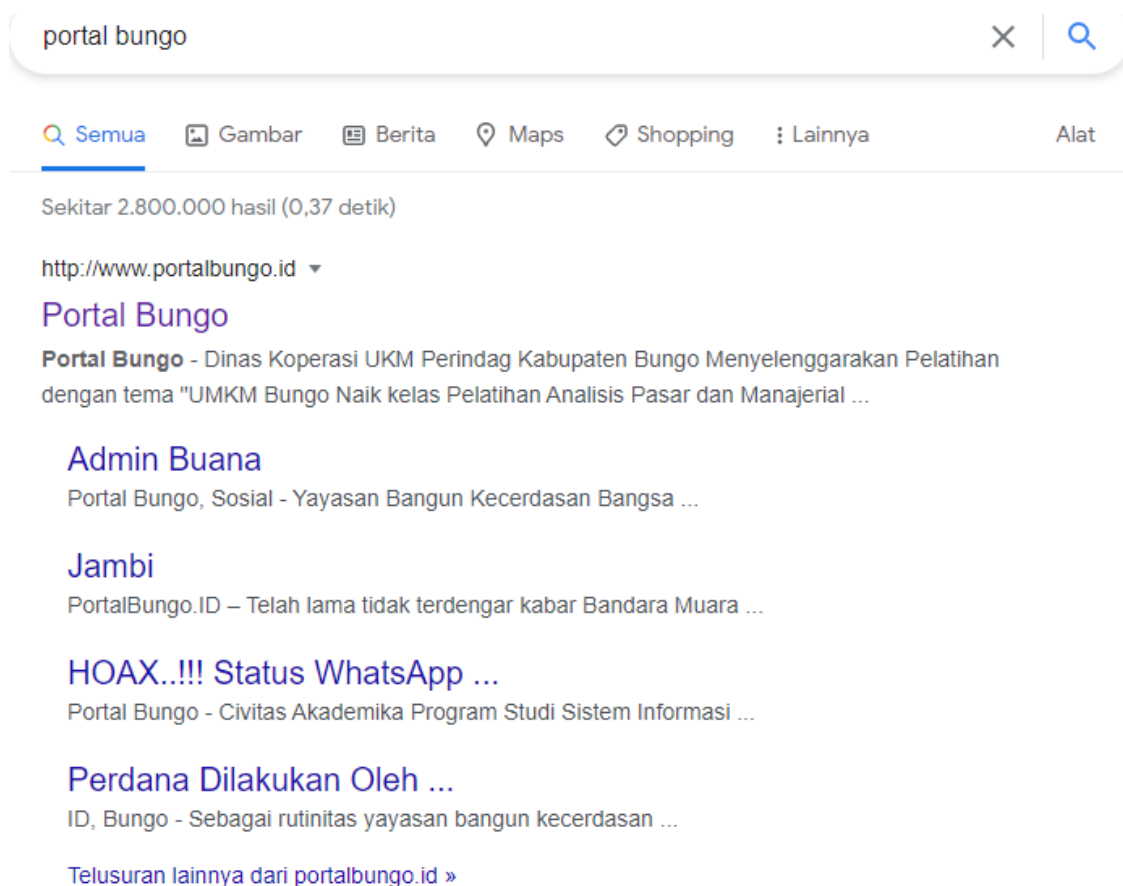 portal bungo
Semua Gambar Berita Maps Shopping Lainnya Alat
Sekitar 2.800.000 hasil (0,37 detik)
http://www.portalbungo.id
Portal Bungo
Portal Bungo - Dinas Koperasi UKM Perindag Kabupaten Bungo Menyelenggarakan Pelatihan
dengan tema "UMKM Bungo Naik kelas Pelatihan Analisis Pasar dan Manajerial ...
Admin Buana
Portal Bungo, Sosial - Yayasan Bangun Kecerdasan Bangsa ...
Jambi
PortalBungo.ID – Telah lama tidak terdengar kabar Bandara Muara ...
HOAX..!!! Status WhatsApp ...
Portal Bungo - Civitas Akademika Program Studi Sistem Informasi ...
Perdana Dilakukan Oleh ...
ID, Bungo - Sebagai rutinitas yayasan bangun kecerdasan ...
Telusuran lainnya dari portalbungo.id »